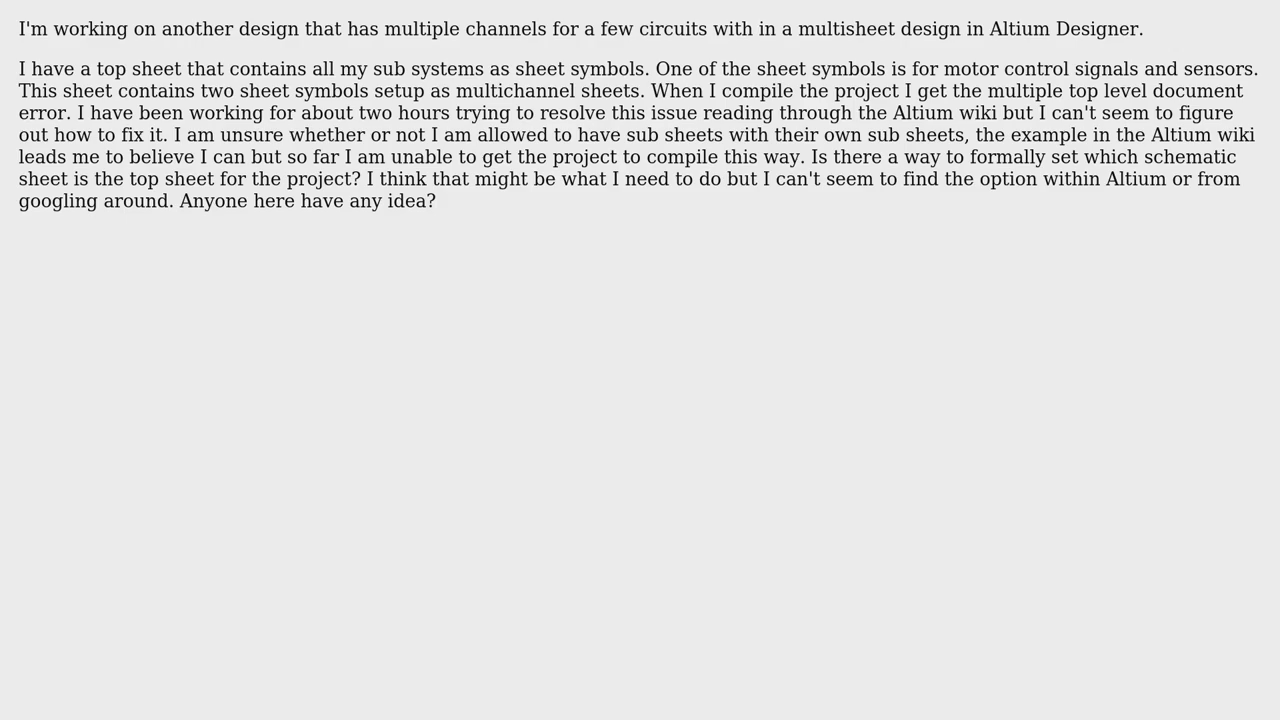 I'm working on another design that has multiple channels for a few circuits with in a multisheet design in Altium Designer.
I have a top sheet that contains all my sub systems as sheet symbols. One of the sheet symbols is for motor control signals and sensors.
This sheet contains two sheet symbols setup as multichannel sheets. When I compile the project I get the multiple top level document
error. I have been working for about two hours trying to resolve this issue reading through the Altium wiki but I can't seem to figure
out how to fix it. I am unsure whether or not I am allowed to have sub sheets with their own sub sheets, the example in the Altium wiki
leads me to believe I can but so far I am unable to get the project to compile this way. Is there a way to formally set which schematic
sheet is the top sheet for the project? I think that might be what I need to do but I can't seem to find the option within Altium or from
googling around. Anyone here have any idea?